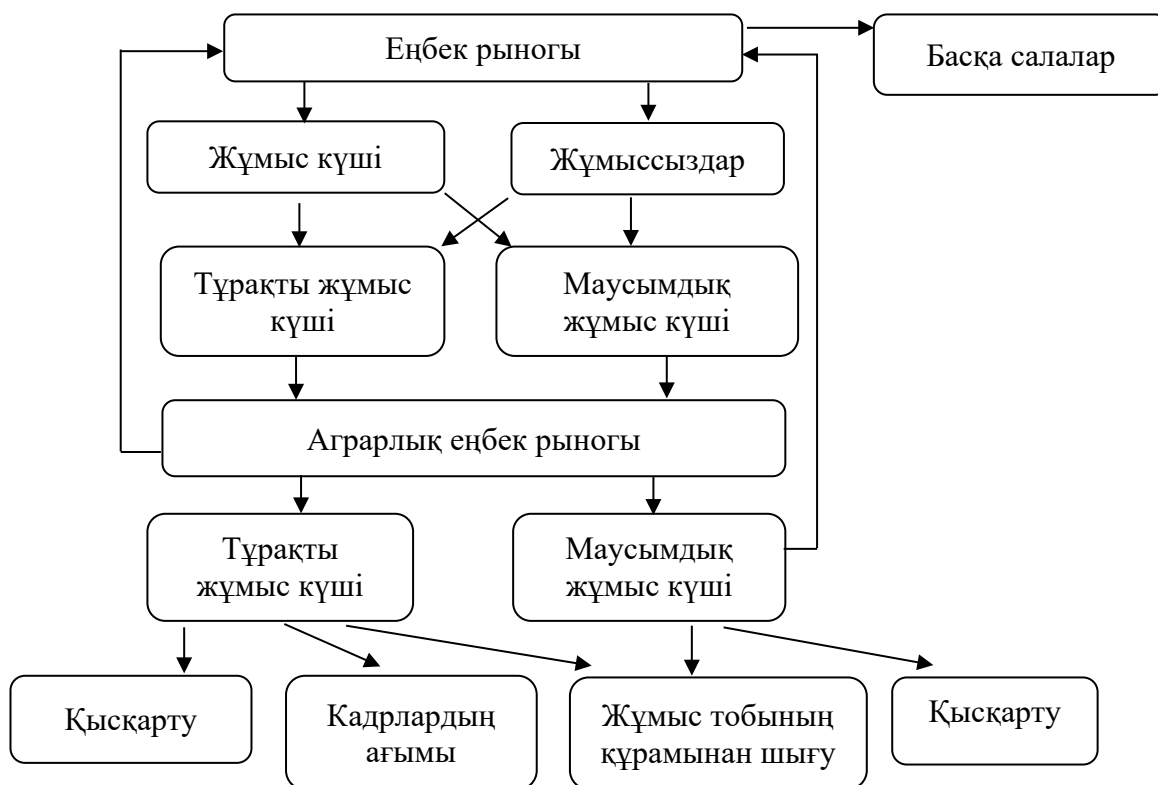 Еңбек рыногы
Басқа салалар
Жұмыс күші
Жұмыссыздар
Тұрақты жұмыс
күші
Маусымдық
жұмыс күші
Аграрлық еңбек рыногы
Тұрақты
жұмыс күші
Маусымдық
жұмыс күші
Қысқарту
Кадрлардың
ағымы
Жұмыс тобының
құрамынан шығу
Қысқарту